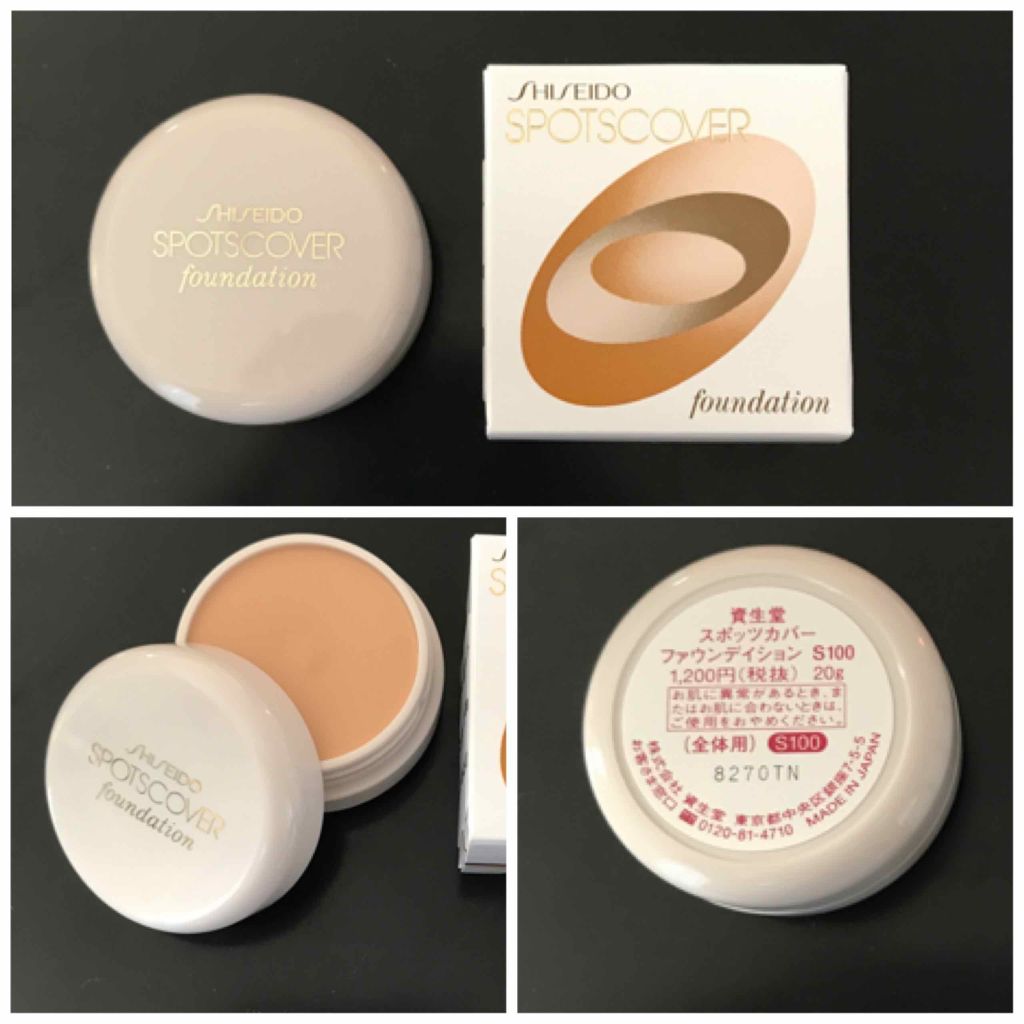 SHISEIDO
SPOTSCOVER
foundation
SHISEIDO
SPOTSCOVER
foundation
SHISEIDO
SPOTSCOVER
foundation
S
S
資生堂
スポッツカバー
ファウンデイション S100
1,200円(税抜) 20g
お肌に異常があるとき、ま
たはお肌に合わないときは、
ご使用をおやめください。
(全体用) S100
8270TN
株式会社 資生堂 東京都中央区銀座7-5-5
お客さま窓口 0120-81-4710 MADE IN JAPAN